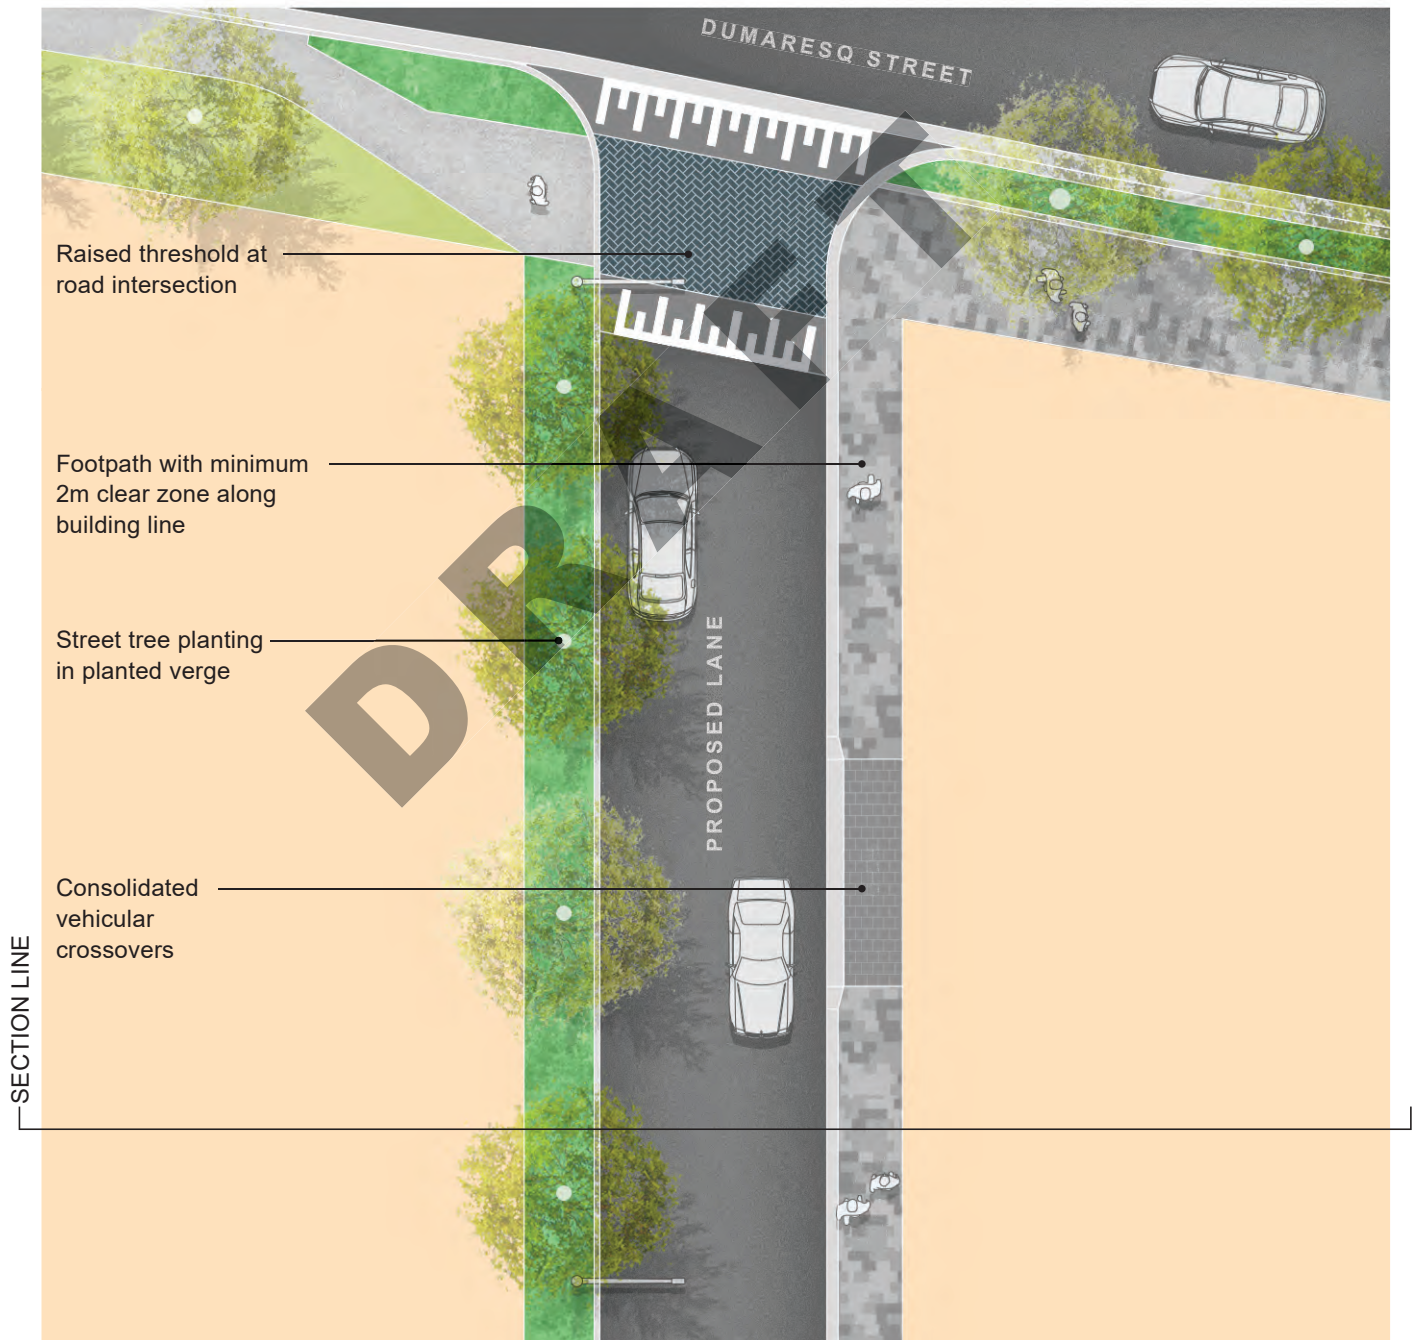 DUMARESQ STREET
Raised threshold at
road intersection
Footpath with minimum
2m clear zone along
building line
Street tree planting
in planted verge
PROPOSED LANE
Consolidated
vehicular
crossovers
SECTION LINE
DRAFT